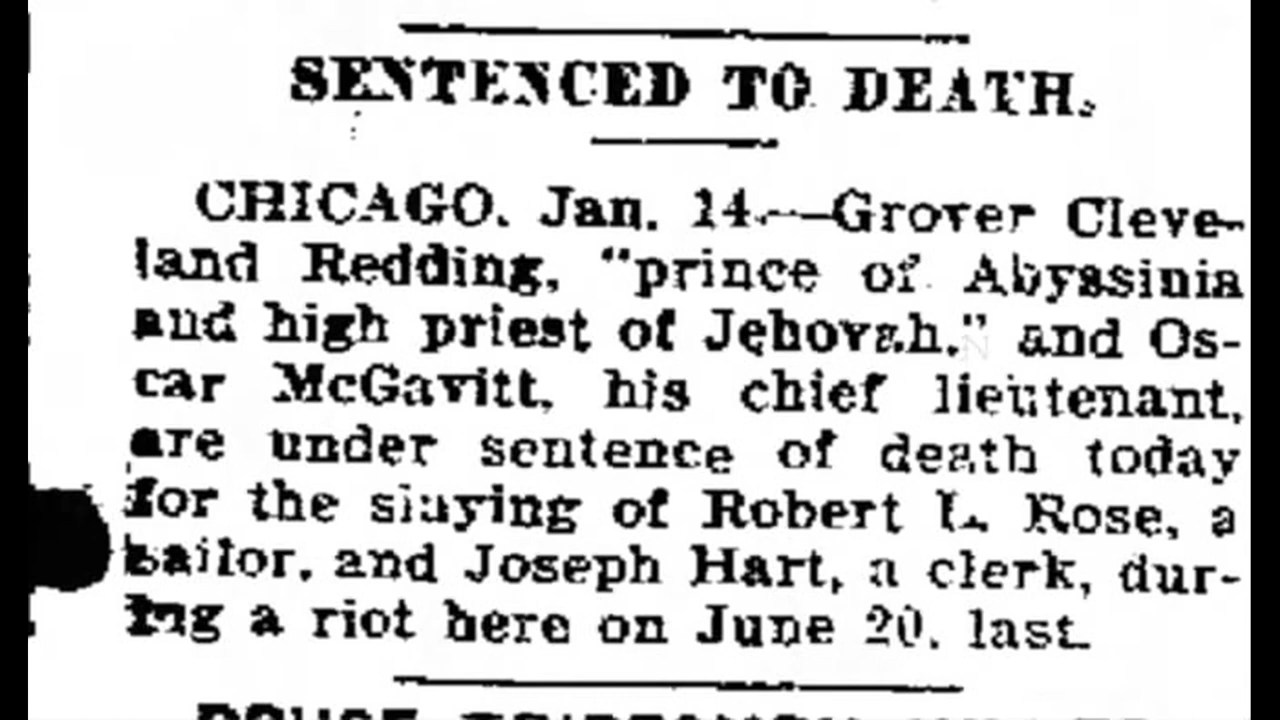 SENTENCED TO DEATH.
CHICAGO. Jan. 14.—Grover Cleve-
land Redding, "prince of Abyssinia
and high priest of Jehovah," and Os-
car McGavitt, his chief lieutenant,
are under sentence of death today
for the slaying of Robert L. Rose, a
sailor, and Joseph Hart, a clerk, dur-
ing a riot here on June 20, last.